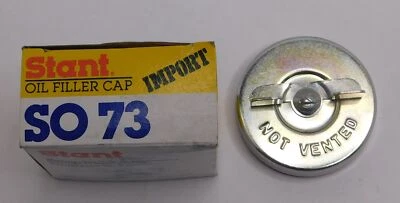 Stant.
OIL FILLER CAP
IMPORT
SO 73
Stant
NOT VENTED